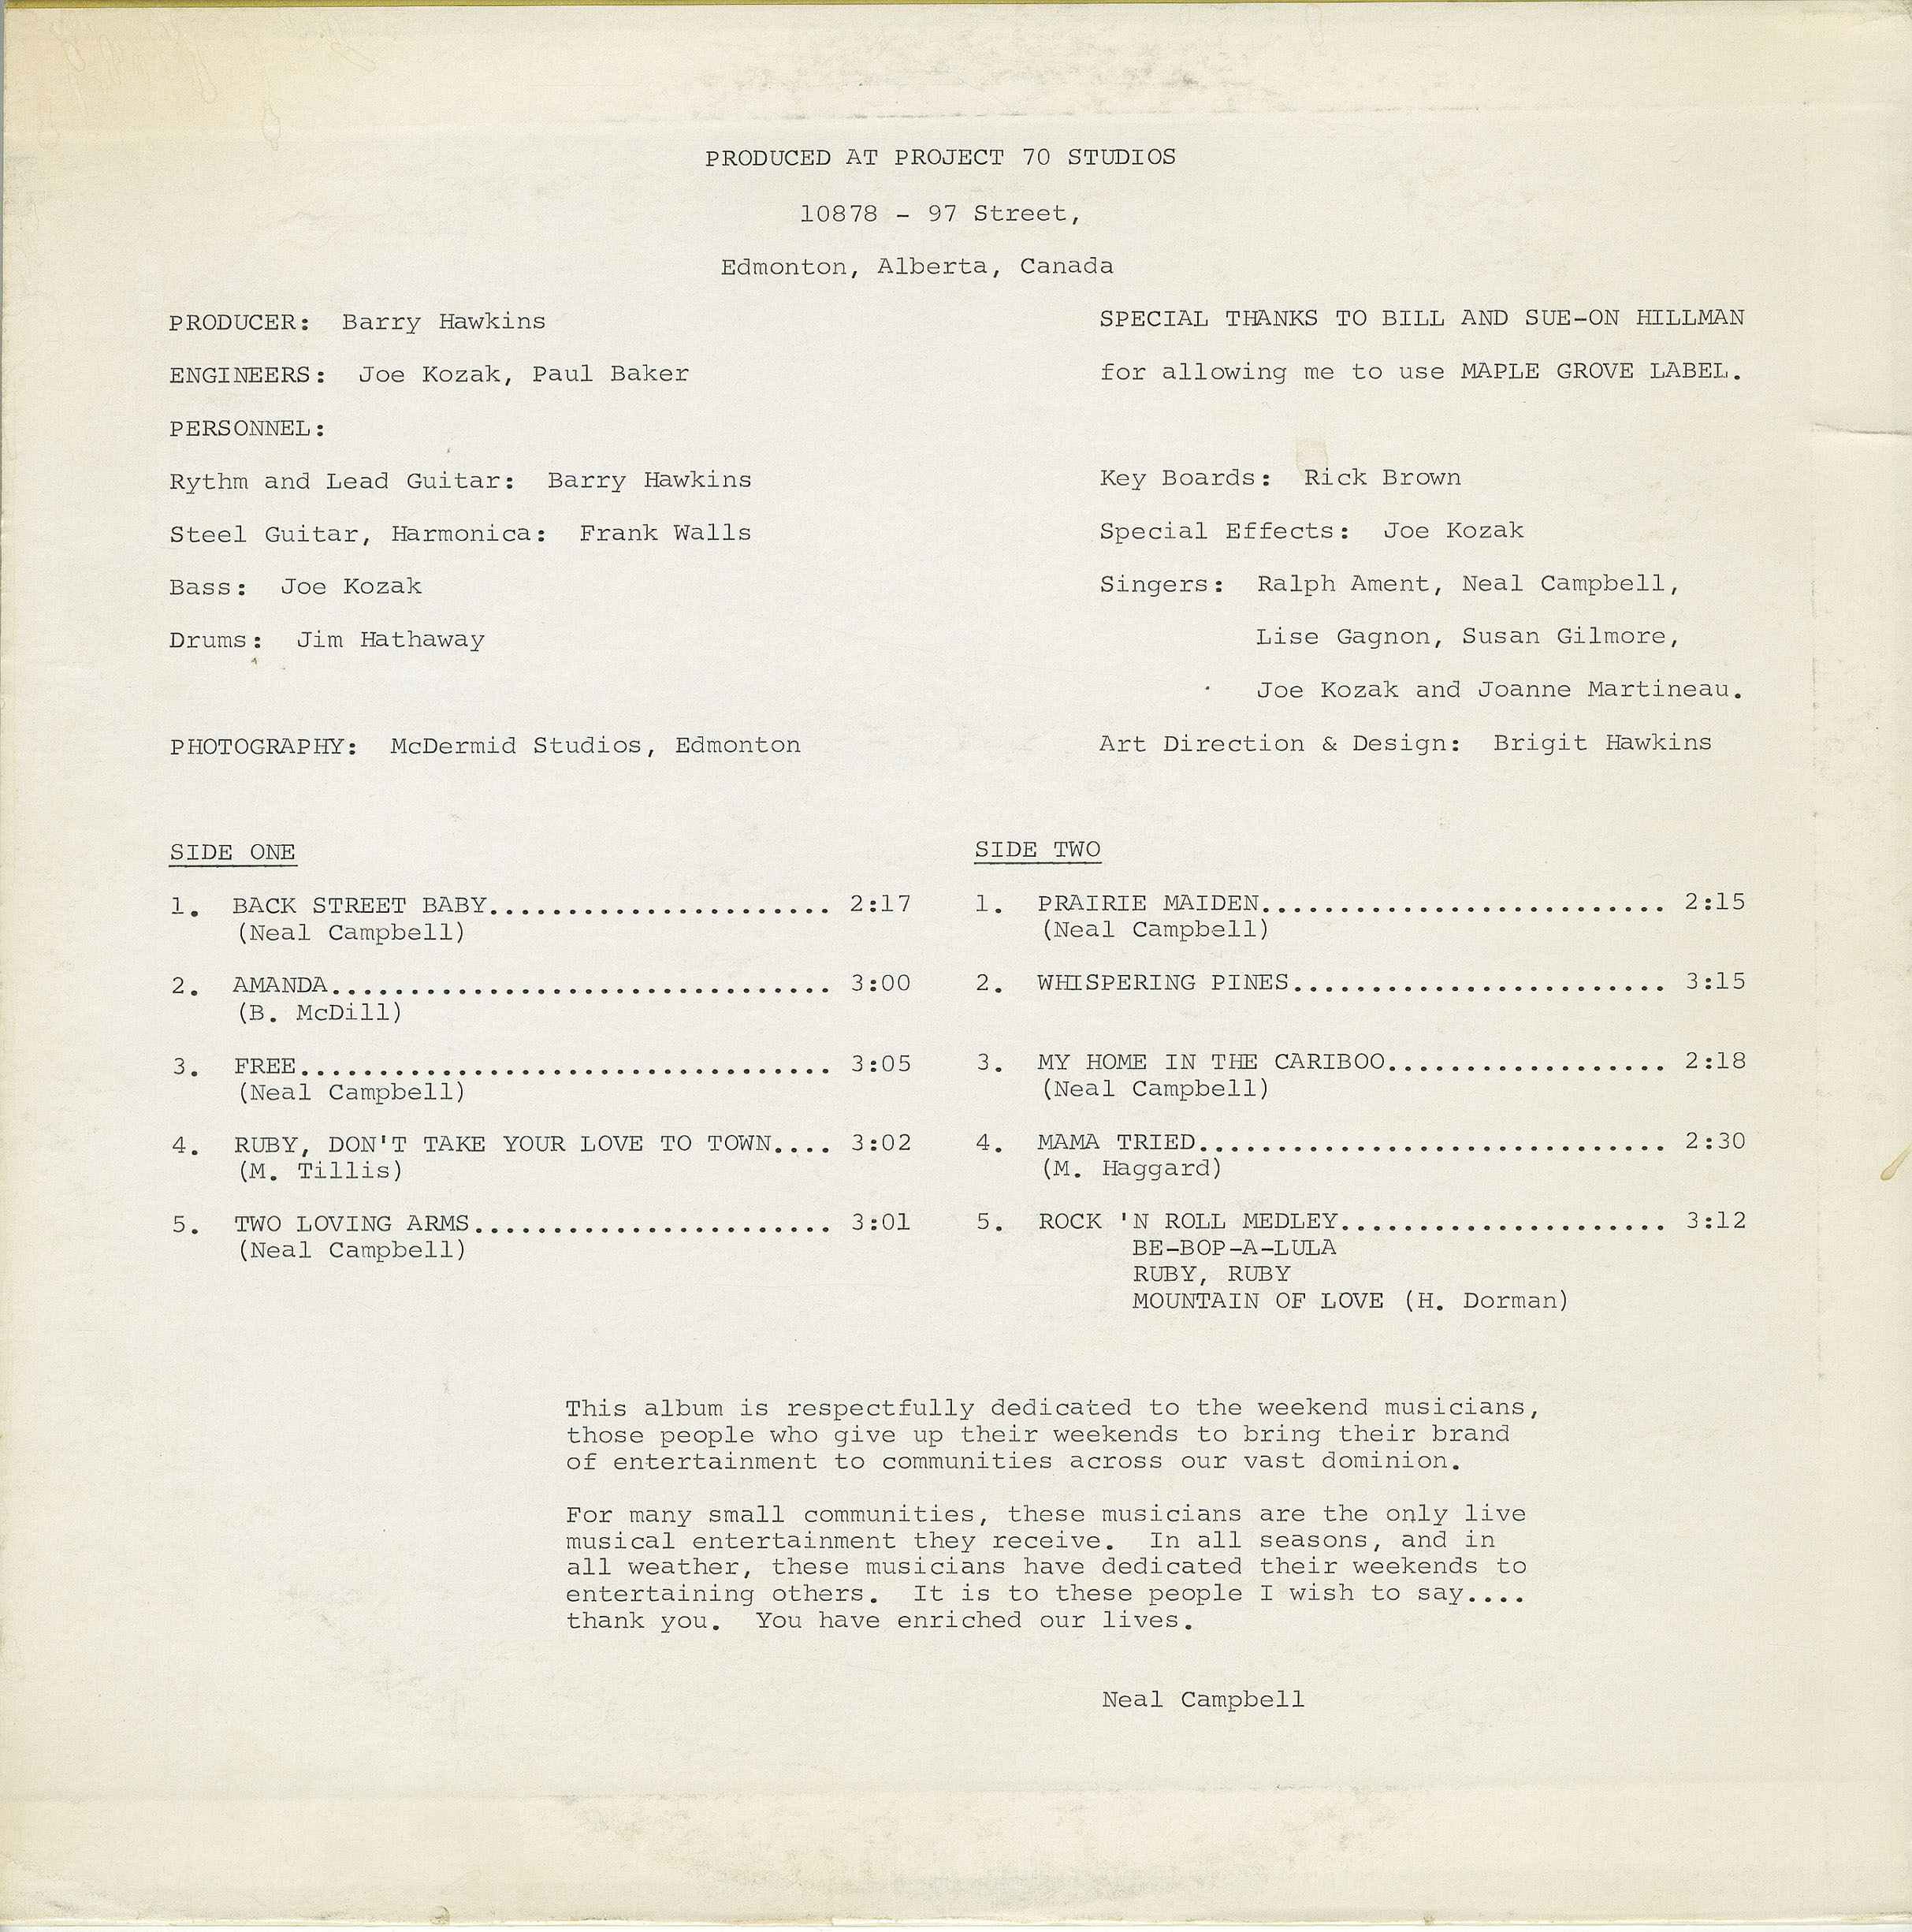 PRODUCED AT PROJECT 70 STUDIOS
10878 - 97 Street,
Edmonton, Alberta, Canada
PRODUCER: Barry Hawkins
ENGINEERS: Joe Kozak, Paul Baker
PERSONNEL:
Rythm and Lead Guitar: Barry Hawkins
Steel Guitar, Harmonica: Frank Walls
Bass: Joe Kozak
Drums: Jim Hathaway
PHOTOGRAPHY: McDermid Studios, Edmonton
SPECIAL THANKS TO BILL AND SUE-ON HILLMAN
for allowing me to use MAPLE GROVE LABEL.
Key Boards: Rick Brown
Special Effects: Joe Kozak
Singers: Ralph Ament, Neal Campbell,
Lise Gagnon, Susan Gilmore,
Joe Kozak and Joanne Martineau.
Art Direction & Design: Brigit Hawkins
SIDE ONE
1. BACK STREET BABY...................... 2:17
(Neal Campbell)
2. AMANDA................................ 3:00
(B. McDill)
3. FREE.................................. 3:05
(Neal Campbell)
4. RUBY, DON'T TAKE YOUR LOVE TO TOWN.... 3:02
(M. Tillis)
5. TWO LOVING ARMS....................... 3:01
(Neal Campbell)
SIDE TWO
1. PRAIRIE MAIDEN.......................... 2:15
(Neal Campbell)
2. WHISPERING PINES........................ 3:15
3. MY HOME IN THE CARIBOO.................. 2:18
(Neal Campbell)
4. MAMA TRIED.............................. 2:30
(M. Haggard)
5. ROCK 'N ROLL MEDLEY..................... 3:12
BE-BOP-A-LULA
RUBY, RUBY
MOUNTAIN OF LOVE (H. Dorman)
This album is respectfully dedicated to the weekend musicians,
those people who give up their weekends to bring their brand
of entertainment to communities across our vast dominion.
For many small communities, these musicians are the only live
musical entertainment they receive. In all seasons, and in
all weather, these musicians have dedicated their weekends to
entertaining others. It is to these people I wish to say....
thank you. You have enriched our lives.
Neal Campbell